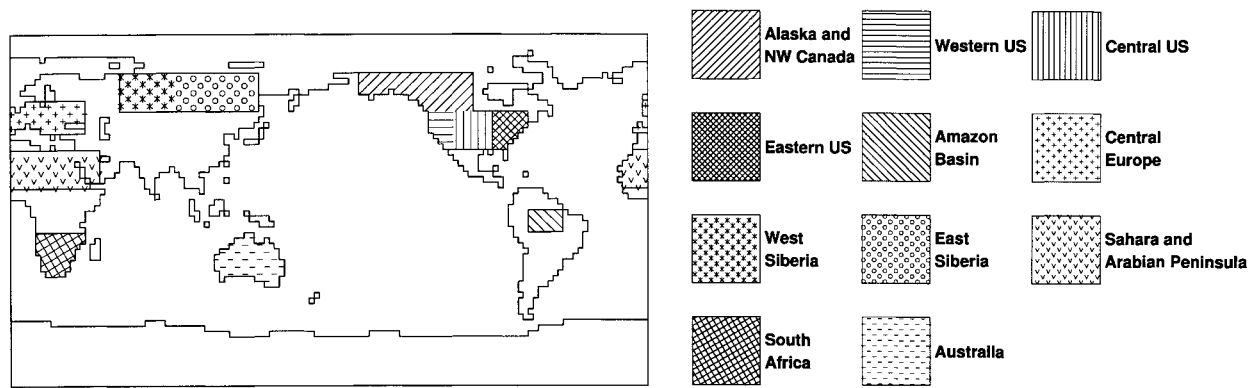 Alaska and
NW Canada
Western US
Central US
Eastern US
Amazon
Basin
Central
Europe
West
Siberia
East
Siberia
Sahara and
Arabian Peninsula
South
Africa
Australia